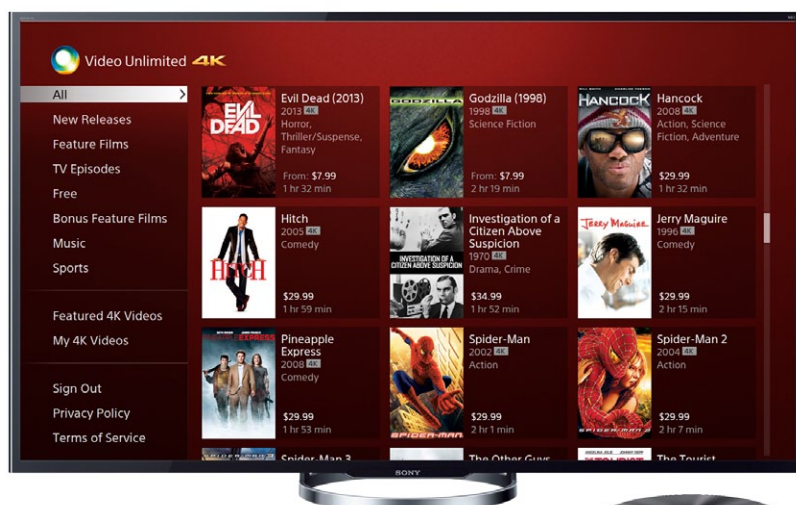 Video Unlimited 4K
All
New Releases
Feature Films
TV Episodes
Free
Bonus Feature Films
Music
Sports
Featured 4K Videos
My 4K Videos
Sign Out
Privacy Policy
Terms of Service
EVIL
DEAD
Evil Dead (2013)
2013 4K
Horror,
Thriller/Suspense,
Fantasy
From: $7.99
1 hr 32 min
GODZILLA
Godzilla (1998)
1998 4K
Science Fiction
From: $7.99
2 hr 19 min
HANCOCK
Hancock
2008 4K
Action, Science
Fiction, Adventure
$29.99
1 hr 32 min
HITCH
Hitch
2005 4K
Comedy
$29.99
1 hr 59 min
INVESTIGATION OF A
CITIZEN ABOVE SUSPICION
Investigation of a
Citizen Above
Suspicion
1970 4K
Drama, Crime
$34.99
1 hr 52 min
JERRY MAGUIRE
Jerry Maguire
1996 4K
Comedy
$29.99
2 hr 15 min
PINEAPPLE EXPRESS
Pineapple
Express
2008 4K
Comedy
$29.99
1 hr 53 min
SPIDER-MAN
Spider-Man
2002 4K
Action
$29.99
2 hr 1 min
SPIDER-MAN
Spider-Man 2
2004 4K
Action
$29.99
2 hr 7 min
Spider-Man 3
The Other Guys
ANGELINA JOLIE JOHNNY DEPP
The Tourist
SONY